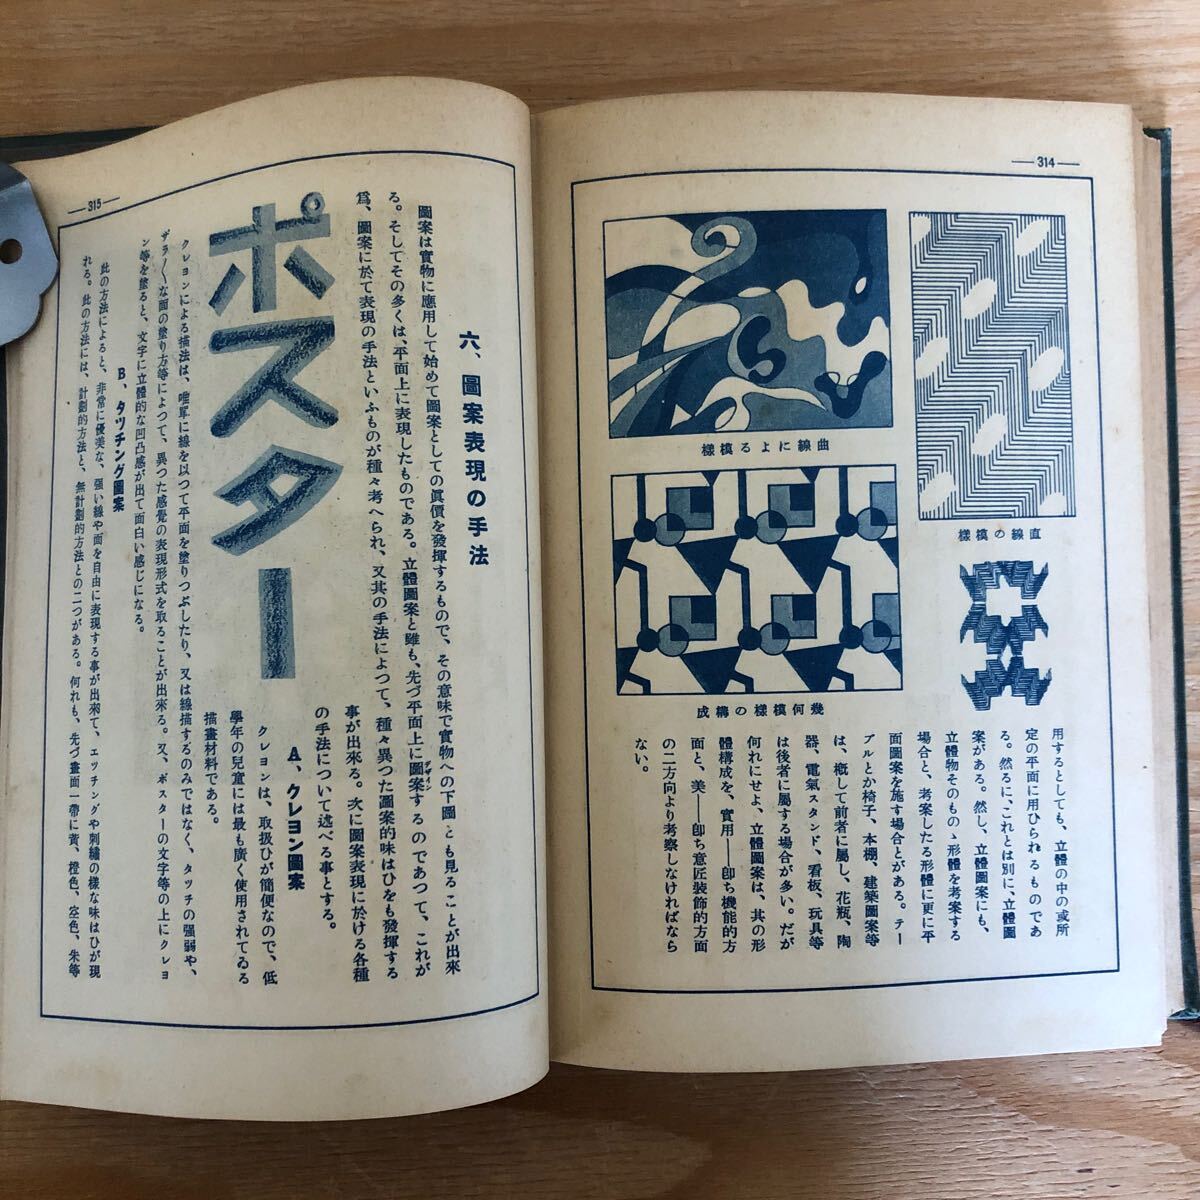 314
直線の模樣
曲線による模樣
幾何模樣の構成
用するとしても、立體の中の或所
定の平面に用ひられるものであ
る。然るに、これとは別に、立體圖
案がある。然し、立體圖案にも、
立體物そのものゝ形體を考案する
場合と、考案したる形體に更に平
面圖案を施す場合とがある。テー
ブルとか椅子、本棚、建築圖案等
は、概して前者に屬し、花瓶、陶
器、電氣スタンド、看板、玩具等
は後者に屬する場合が多い。だが
何れにせよ、立體圖案は、其の形
體構成を、實用――卽ち機能的方
面と、美――卽ち意匠裝飾的方面
の二方向より考察しなければなら
ない。
315
六、圖案表現の手法
圖案は實物に應用して始めて圖案としての眞價を發揮するもので、その意味で實物への下圖とも見ることが出來
る。そしてその多くは、平面上に表現したものである。立體圖案と雖も、先づ平面上に圖案するのであつて、これが
デザイン
爲、圖案に於て表現の手法といふものが種々考へられ、又其の手法によつて、種々異つた圖案的味はひをも發揮する
事が出來る。次に圖案表現に於ける各種
の手法について述べる事とする。
A、クレヨン圖案
クレヨンは、取扱ひが簡便なので、低
學年の兒童には最も廣く使用されてゐる
描畫材料である。
ポスター
クレヨンによる描法は、唯單に線を以つて平面を塗りつぶしたり、又は線描するのみではなく、タッチの强弱や、
ザラ〱な面の塗り方等によつて、異つた感覺の表現形式を取ることが出來る。又、ポスターの文字等の上にクレヨ
ン等を塗ると、文字に立體的な凹凸感が出て面白い感じになる。
B、タッチング圖案
此の方法によると、非常に優美な、强い線や面を自由に表現する事が出來て、エッチングや刺繡の樣な味はひが現
れる。此の方法には、計劃的方法と、無計劃的方法との二つがある。何れも、先づ畫面一帶に黃、橙色、空色、朱等